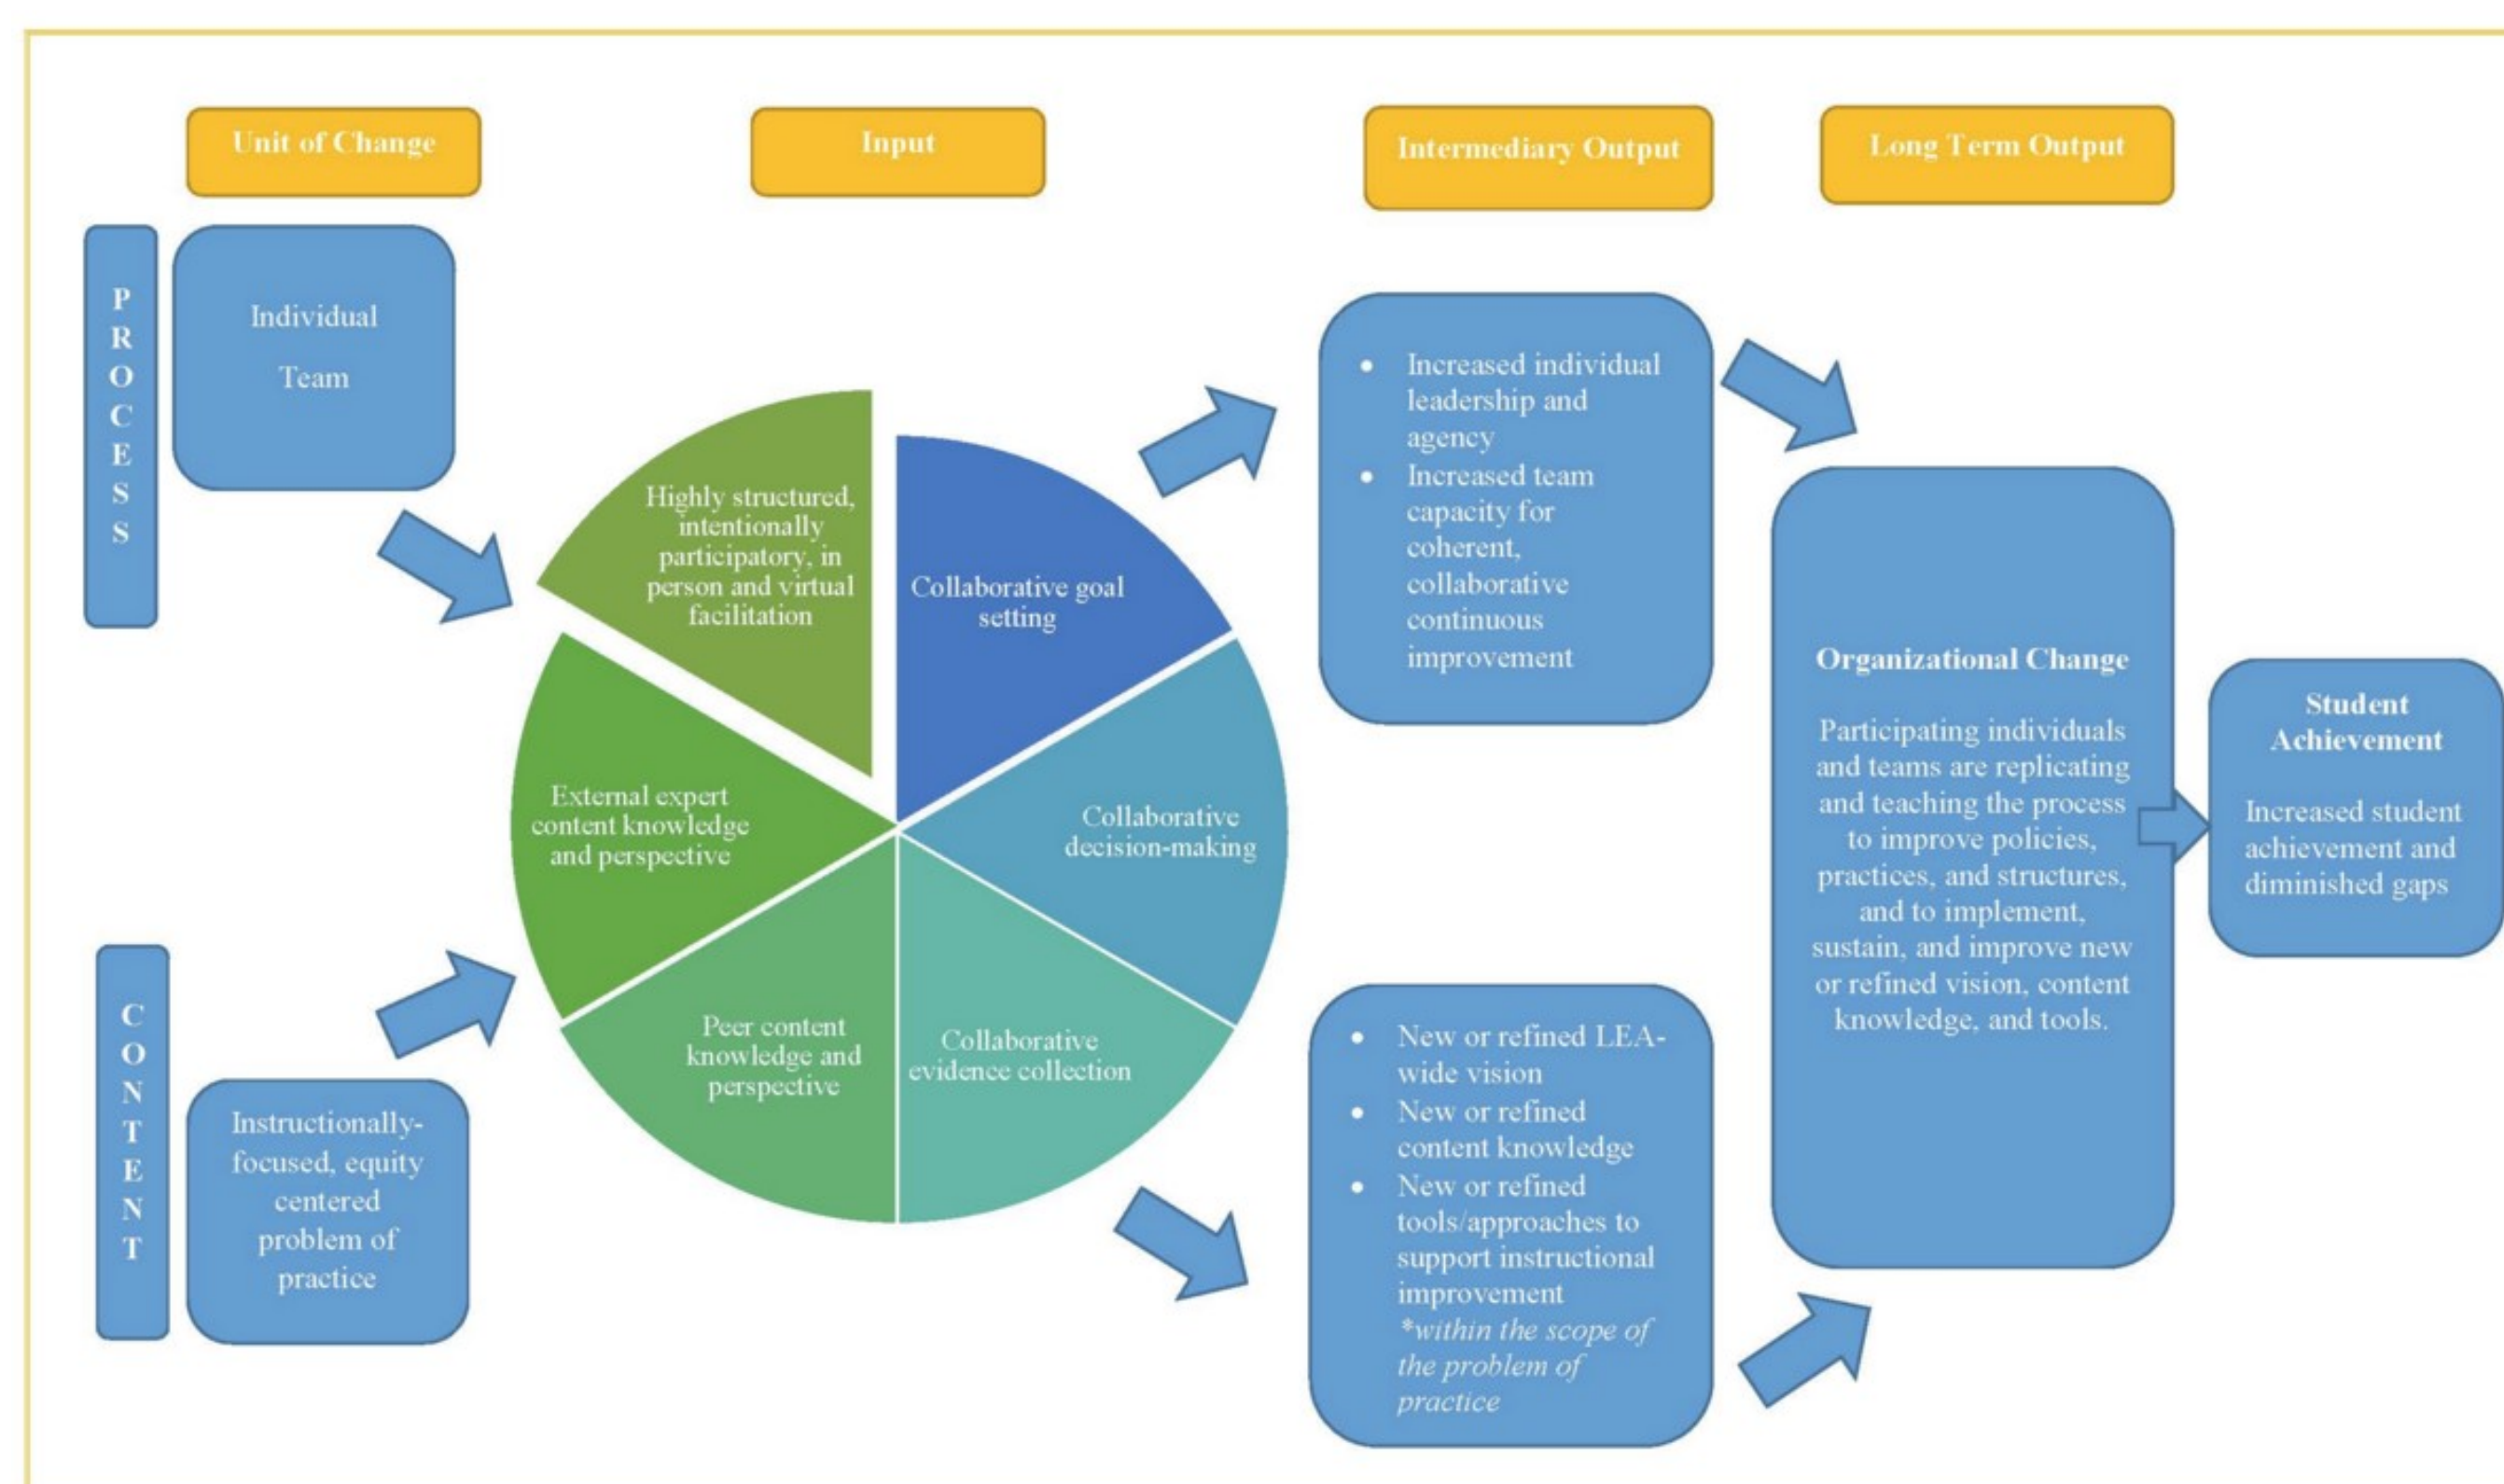 Unit of Change
Input
Intermediary Output
Long Term Output
PROCESS
Individual
Team
Highly structured,
intentionally
participatory, in
person and virtual
facilitation
Collaborative goal
setting
Collaborative
decision-making
Collaborative
evidence collection
Peer content
knowledge and
perspective
External expert
content knowledge
and perspective
CONTENT
Instructionally-
focused, equity
centered
problem of
practice
• Increased individual
leadership and
agency
• Increased team
capacity for
coherent,
collaborative
continuous
improvement
• New or refined LEA-
wide vision
• New or refined
content knowledge
• New or refined
tools/approaches to
support instructional
improvement
*within the scope of
the problem of
practice
Organizational Change
Participating individuals
and teams are replicating
and teaching the process
to improve policies,
practices, and structures,
and to implement,
sustain, and improve new
or refined vision, content
knowledge, and tools.
Student
Achievement
Increased student
achievement and
diminished gaps